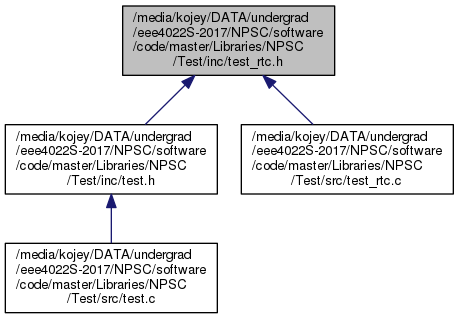 /media/kojey/DATA/undergrad
/eee4022S-2017/NPSC/software
/code/master/Libraries/NPSC
/Test/inc/test_rtc.h
/media/kojey/DATA/undergrad
/eee4022S-2017/NPSC/software
/code/master/Libraries/NPSC
/Test/inc/test.h
/media/kojey/DATA/undergrad
/eee4022S-2017/NPSC/software
/code/master/Libraries/NPSC
/Test/src/test_rtc.c
/media/kojey/DATA/undergrad
/eee4022S-2017/NPSC/software
/code/master/Libraries/NPSC
/Test/src/test.c